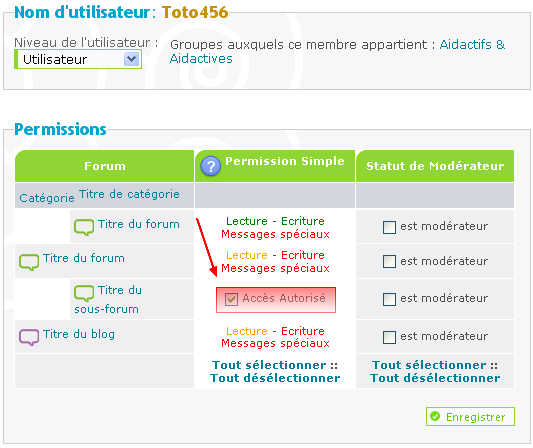 Nom d'utilisateur: Toto456
Niveau de l'utilisateur :
Utilisateur
Groupes auxquels ce membre appartient : Aidactifs &
Aidactives
Permissions
Forum
? Permission Simple
Statut de Modérateur
Catégorie Titre de catégorie
Titre du forum
Lecture - Ecriture
Messages spéciaux
est modérateur
Titre du forum
Lecture - Ecriture
Messages spéciaux
est modérateur
Titre du
sous-forum
Accès Autorisé
est modérateur
Titre du blog
Lecture - Ecriture
Messages spéciaux
est modérateur
Tout sélectionner ::
Tout désélectionner
Tout sélectionner ::
Tout désélectionner
Enregistrer